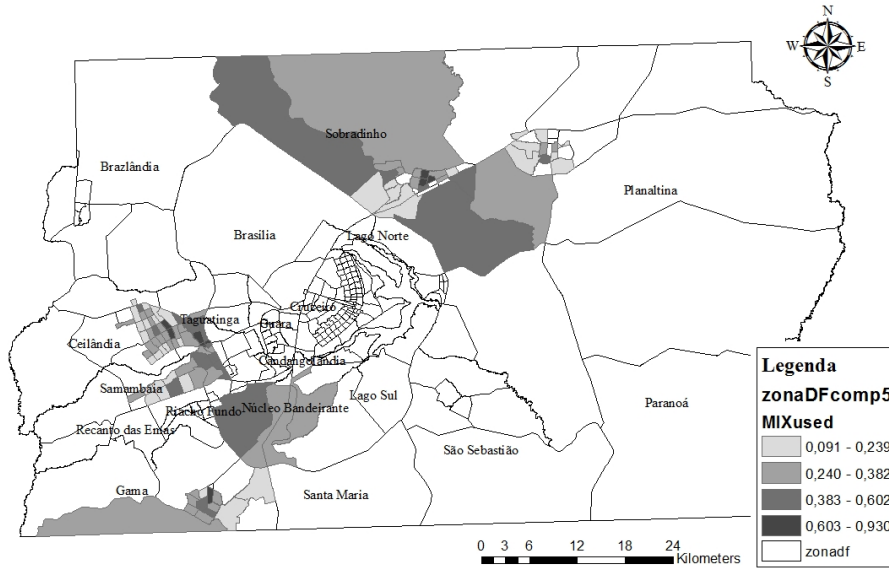 N
W E
S
Sobradinho
Brazlândia
Planaltina
Brasilia
Lago Norte
Taguatinga
Cruzeiro
Guara
Ceilândia
Candangolândia
Samambaia
Lago Sul
Riacho Fundo
Núcleo Bandeirante
Paranoá
Recanto das Emas
São Sebastião
Gama
Santa Maria
Legenda
zonaDFcomp5
MIXused
0,091 - 0,239
0,240 - 0,382
0,383 - 0,602
0,603 - 0,930
zonadf
0 3 6 12 18 24
Kilometers